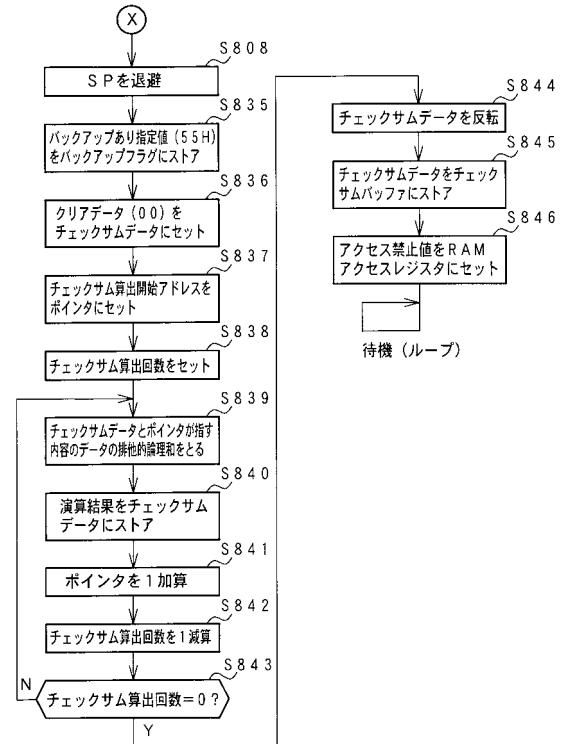 X
S808
SPを退避
S835
バックアップあり指定値(55H)
をバックアップフラグにストア
S836
クリアデータ(00)を
チェックサムデータにセット
S837
チェックサム算出開始アドレスを
ポインタにセット
S838
チェックサム算出回数をセット
S839
チェックサムデータとポインタが指す
内容のデータの排他的論理和をとる
S840
演算結果をチェックサム
データにストア
S841
ポインタを1加算
S842
チェックサム算出回数を1減算
S843
チェックサム算出回数=0?
N
Y
S844
チェックサムデータを反転
S845
チェックサムデータをチェック
サムバッファにストア
S846
アクセス禁止値をRAM
アクセスレジスタにセット
待機(ループ)